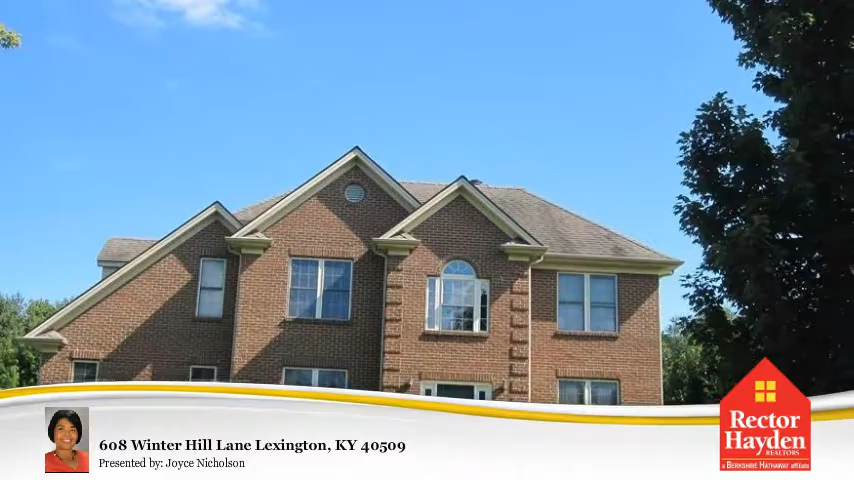 608 Winter Hill Lane Lexington, KY 40509
Presented by: Joyce Nicholson
Rector
Hayden
REALTORS
a BERKSHIRE HATHAWAY affiliate